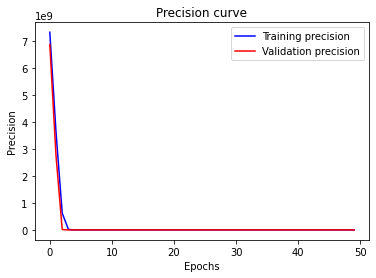 Precision curve
1e9
Training precision
Validation precision
7
6
5
4
3
2
1
0
Precision
0 10 20 30 40 50
Epochs